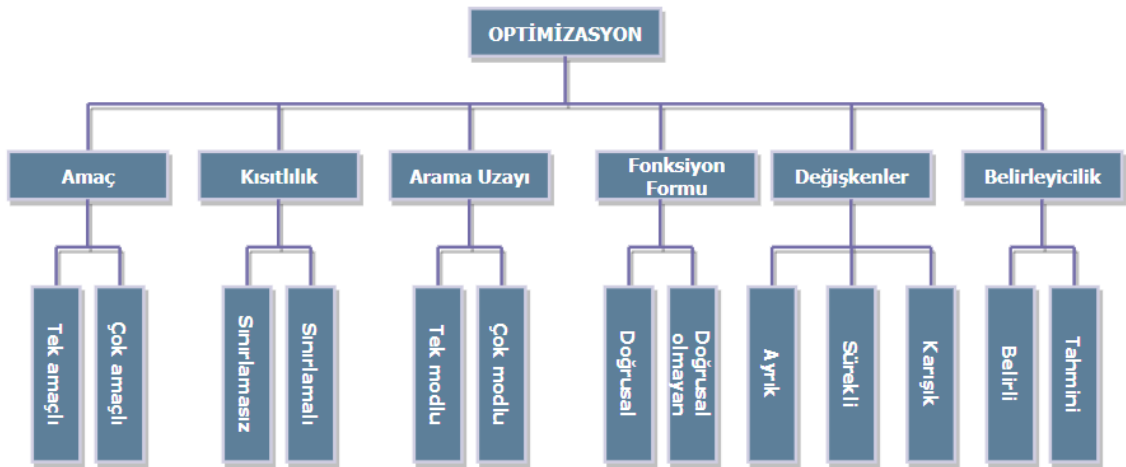 OPTİMİZASYON
Amaç
Kısıtlılık
Arama Uzayı
Fonksiyon
Formu
Değişkenler
Belirleyicilik
Tek amaçlı
Çok amaçlı
Sınırlamasız
Sınırlamalı
Tek modlu
Çok modlu
Doğrusal
Doğrusal
olmayan
Ayrık
Sürekli
Karışık
Belirli
Tahmini